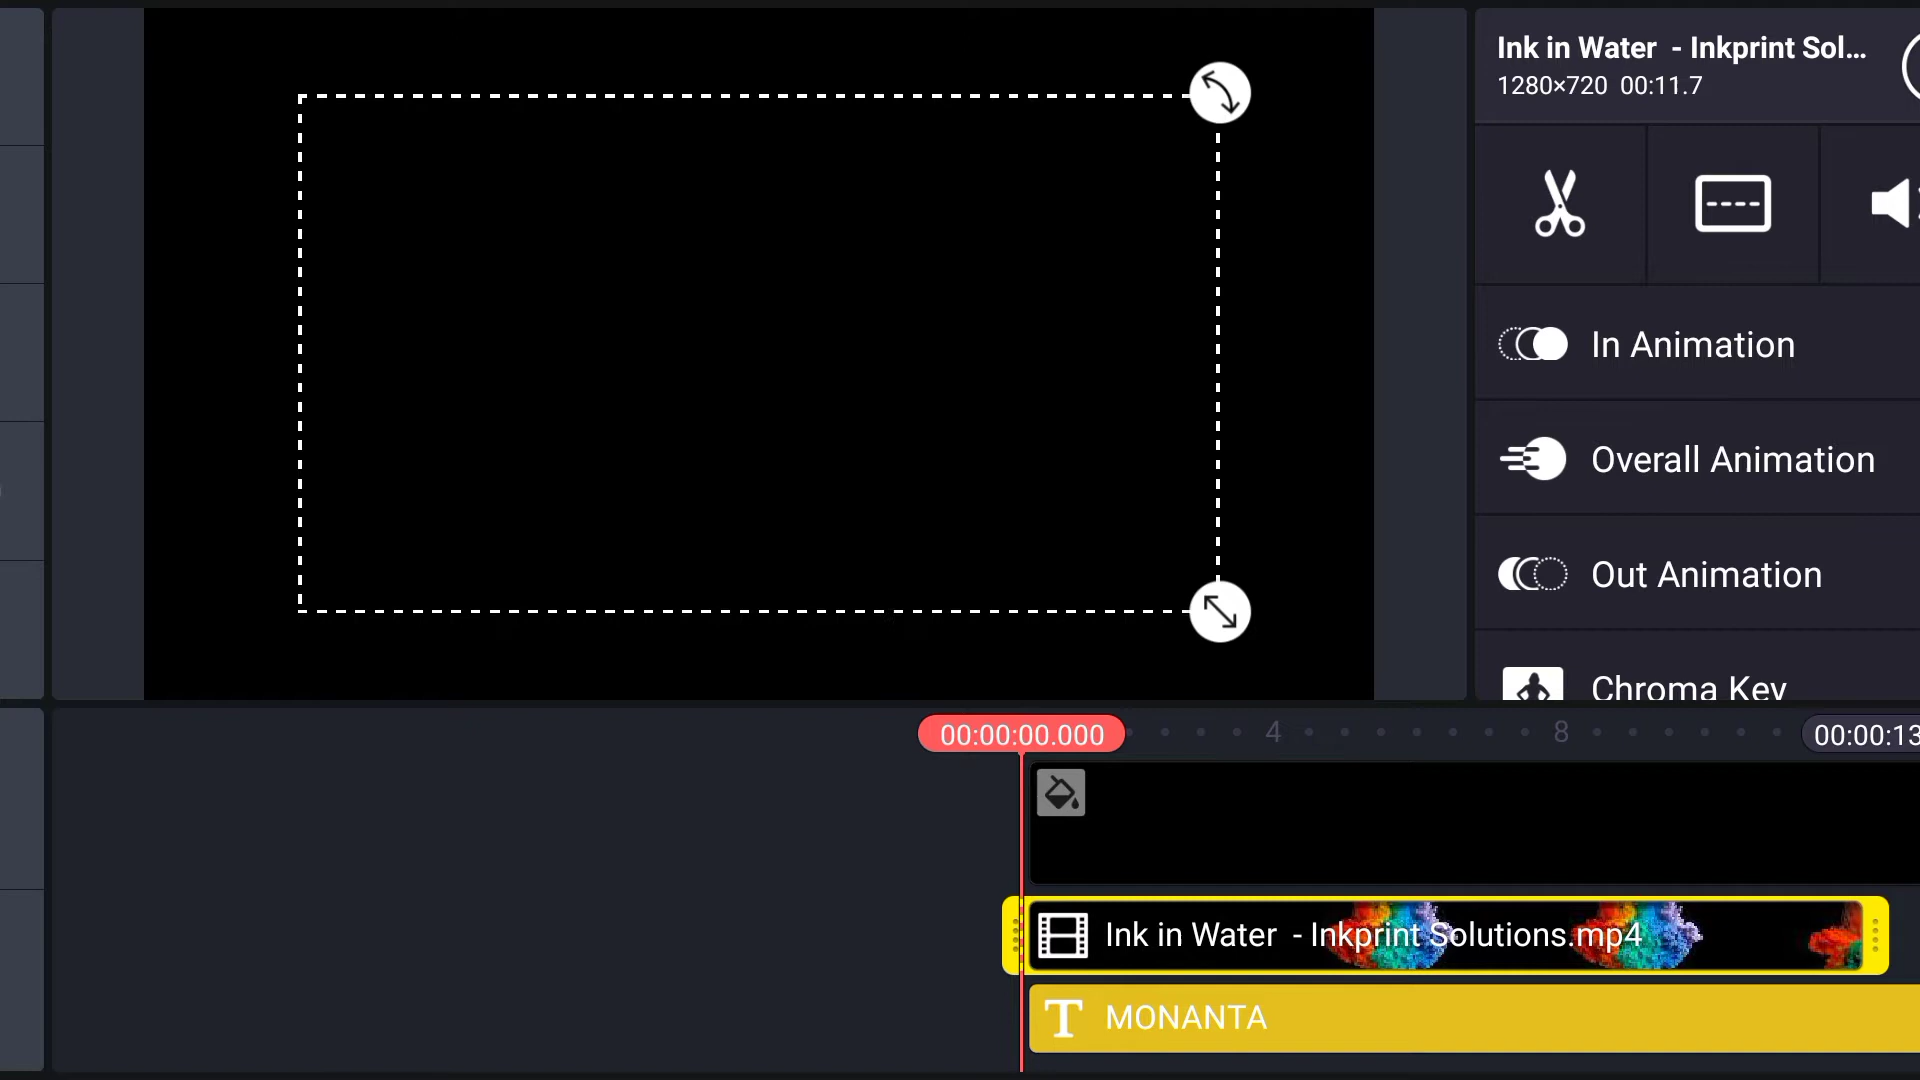 Ink in Water  - Inkprint Sol...
1280×720  00:11.7
In Animation
Overall Animation
Out Animation
Chroma Key
00:00:00.000
4
8
00:00:13
Ink in Water  - Inkprint Solutions.mp4
MONANTA